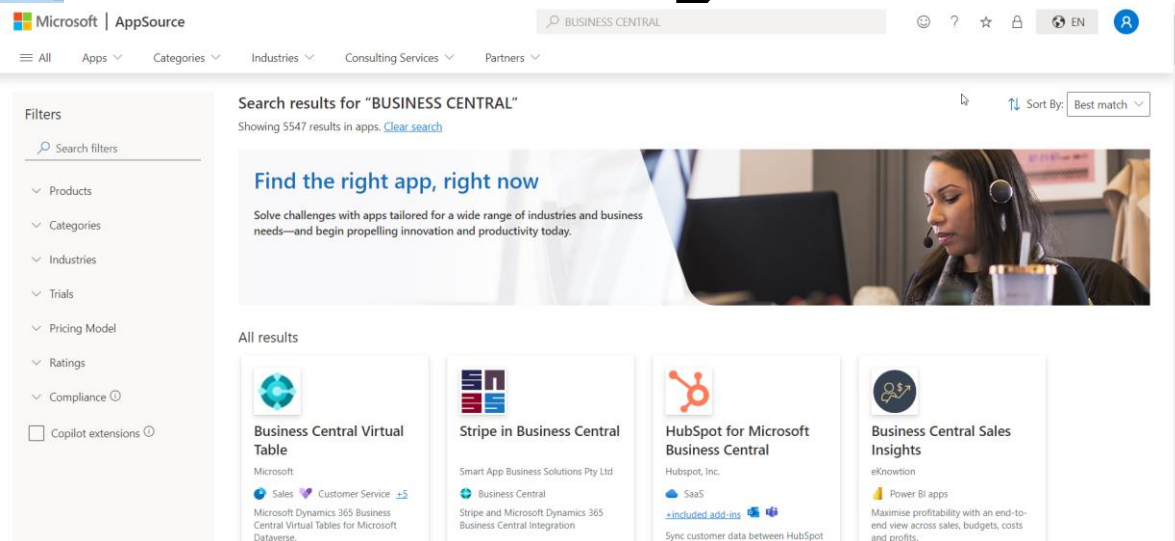 Microsoft | AppSource
BUSINESS CENTRAL
? EN
All Apps Categories Industries Consulting Services Partners
Filters
Search filters
Products
Categories
Industries
Trials
Pricing Model
Ratings
Compliance
Copilot extensions
Search results for “BUSINESS CENTRAL”
Showing 5547 results in apps. Clear search
Sort By: Best match
Find the right app, right now
Solve challenges with apps tailored for a wide range of industries and business
needs—and begin propelling innovation and productivity today.
All results
Business Central Virtual
Table
Microsoft
Sales Customer Service +5
Microsoft Dynamics 365 Business
Central Virtual Tables for Microsoft
Dataverse.
Stripe in Business Central
Smart App Business Solutions Pty Ltd
Business Central
Stripe and Microsoft Dynamics 365
Business Central Integration
HubSpot for Microsoft
Business Central
Hubspot, Inc.
SaaS
+included add-ins
Sync customer data between HubSpot
Business Central Sales
Insights
eKnowtion
Power BI apps
Maximise profitability with an end-to-
end view across sales, budgets, costs
and profits.